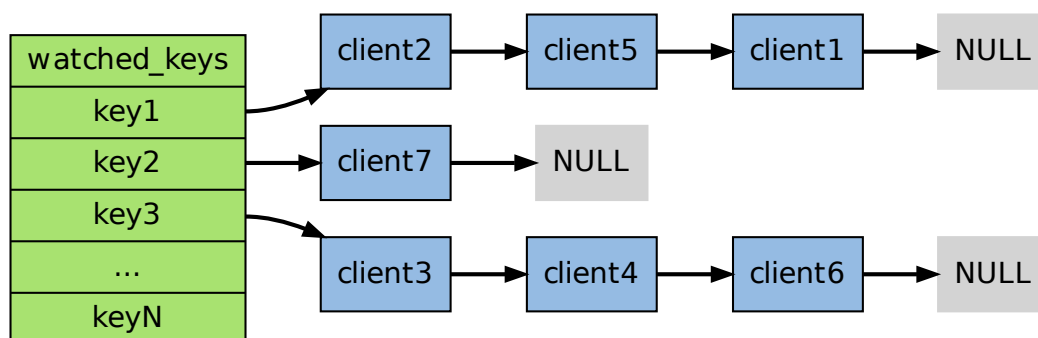 watched_keys
key1
key2
key3
...
keyN
client2
client5
client1
NULL
client7
NULL
client3
client4
client6
NULL